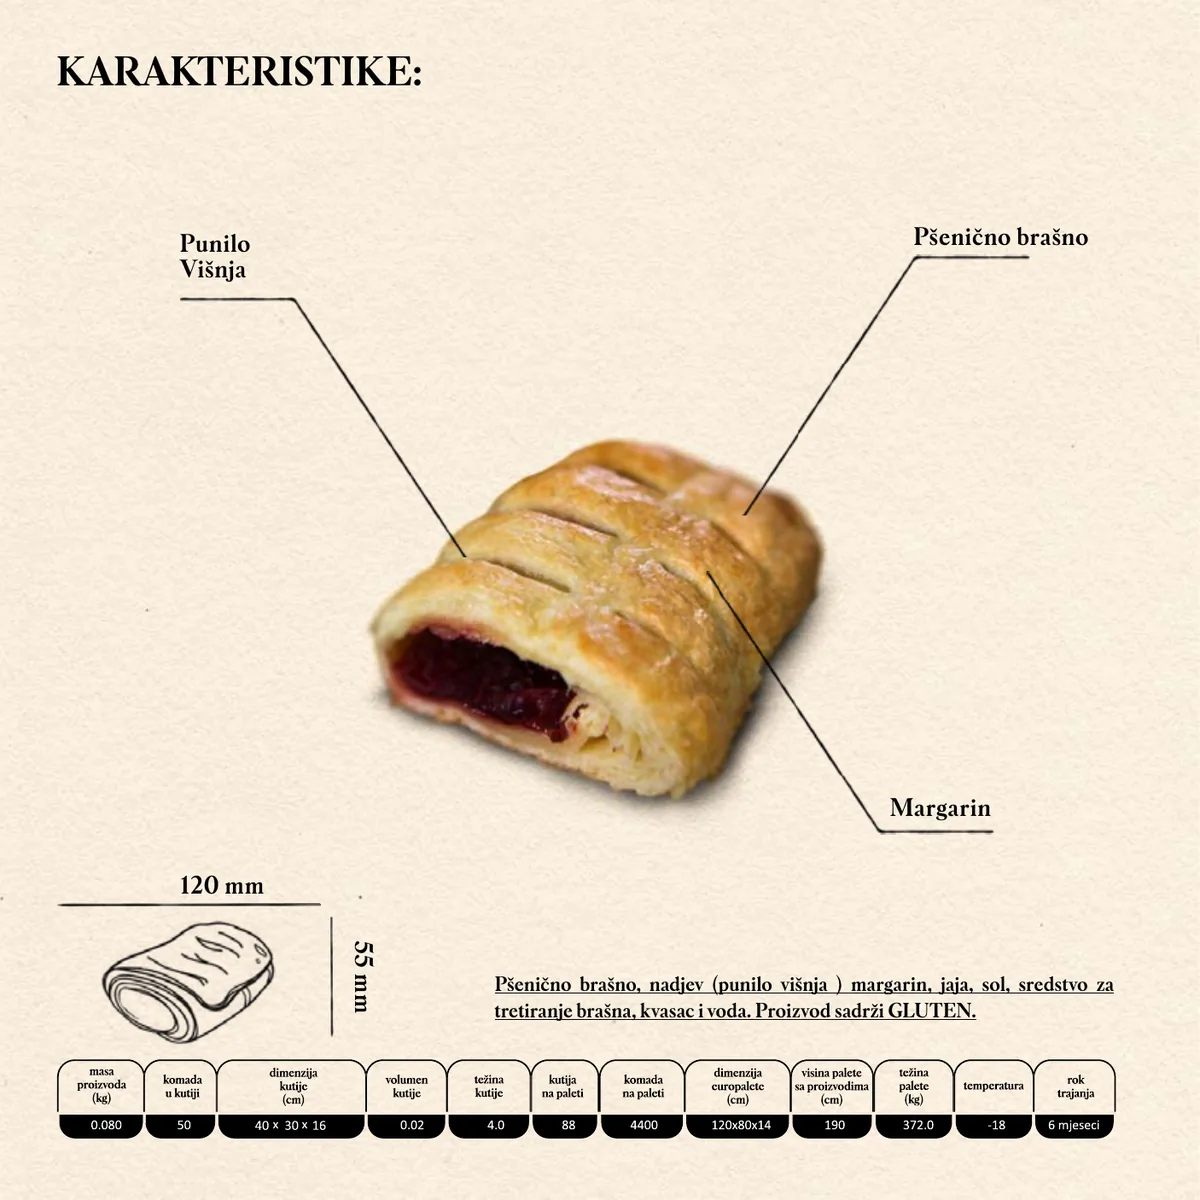 KARAKTERISTIKE:
Punilo
Višnja
Pšenično brašno
Margarin
120 mm
55 mm
Pšenično brašno, nadjev (punilo višnja ) margarin, jaja, sol, sredstvo za
tretiranje brašna, kvasac i voda. Proizvod sadrži GLUTEN.
masa
proizvoda
(kg)
komada
u kutiji
dimenzija
kutije
(cm)
volumen
kutije
težina
kutije
kutija
na paleti
komada
na paleti
dimenzija
europalete
(cm)
visina palete
sa proizvodima
(cm)
težina
palete
(kg)
temperatura
rok
trajanja
0.080
50
40 x 30 x 16
0.02
4.0
88
4400
120x80x14
190
372.0
-18
6 mjeseci